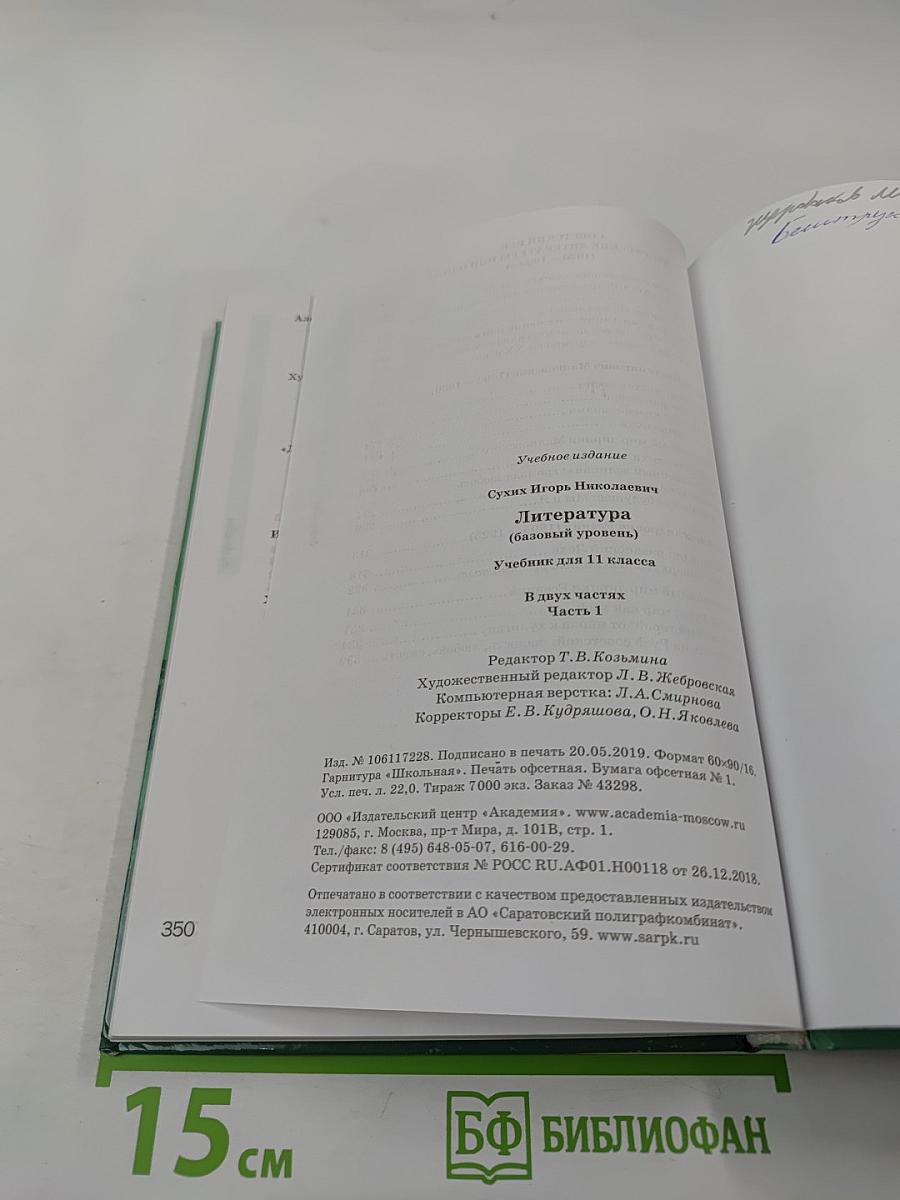 Учебное издание
Сухих Игорь Николаевич
Литература
(базовый уровень)
Учебник для 11 класса
В двух частях
Часть 1
Редактор Т. В. Козьмина
Художественный редактор Л. В. Жебровская
Компьютерная верстка: Л. А. Смирнова
Корректоры Е. В. Кудряшова, О. Н. Яковлева
Изд. № 106117228. Подписано в печать 20.05.2019. Формат 60×90/16.
Гарнитура «Школьная». Печать офсетная. Бумага офсетная № 1.
Усл. печ. л. 22,0. Тираж 7000 экз. Заказ № 43298.
ООО «Издательский центр «Академия». www.academia-moscow.ru
129085, г. Москва, пр-т Мира, д. 101В, стр. 1.
Тел./факс: 8 (495) 648-05-07, 616-00-29.
Сертификат соответствия № РОСС RU.АФ01.Н00118 от 26.12.2018.
Отпечатано в соответствии с качеством предоставленных издательством
электронных носителей в АО «Саратовский полиграфкомбинат».
410004, г. Саратов, ул. Чернышевского, 59. www.sarpk.ru
350
15 см
БФ БИБЛИОФАН